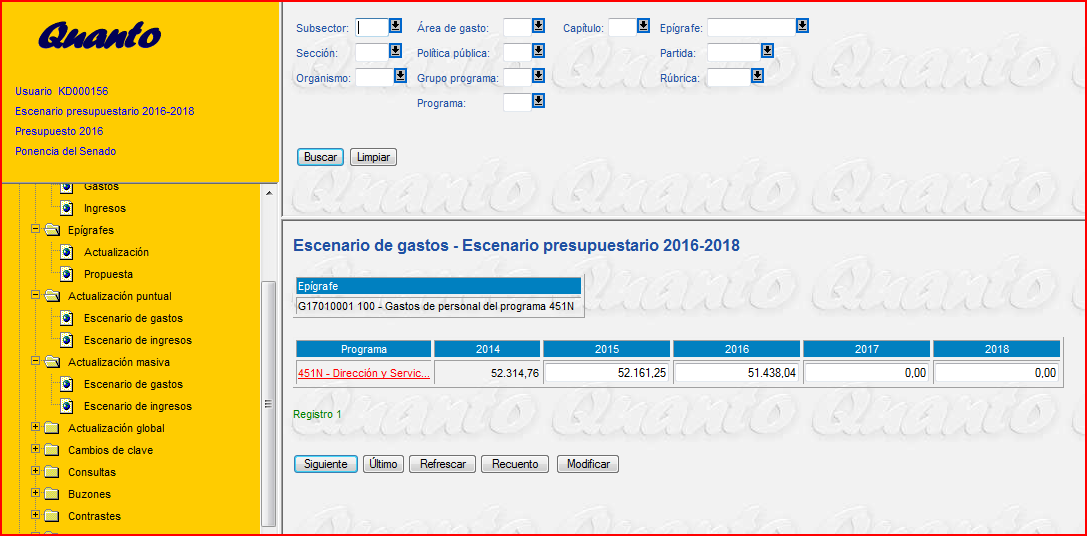 Quanto
Usuario KD000156
Escenario presupuestario 2016-2018
Presupuesto 2016
Ponencia del Senado
Gastos
Ingresos
Epígrafes
Actualización
Propuesta
Actualización puntual
Escenario de gastos
Escenario de ingresos
Actualización masiva
Escenario de gastos
Escenario de ingresos
Actualización global
Cambios de clave
Consultas
Buzones
Contrastes
Subsector: Área de gasto: Capítulo: Epígrafe:
Sección: Política pública: Partida:
Organismo: Grupo programa: Rúbrica:
Programa:
Buscar Limpiar
Escenario de gastos - Escenario presupuestario 2016-2018
Epígrafe
G17010001 100 - Gastos de personal del programa 451N
Programa 2014 2015 2016 2017 2018
451N - Dirección y Servic... 52.314,76 52.161,25 51.438,04 0,00 0,00
Registro 1
Siguiente Último Refrescar Recuento Modificar